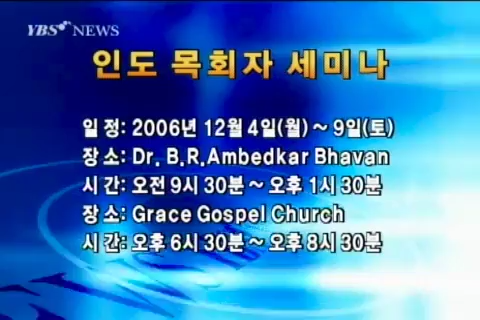 YBS NEWS
인도 목회자 세미나
일 정: 2006년 12월 4일(월) ~ 9일(토)
장 소: Dr. B.R.Ambedkar Bhavan
시 간: 오전 9시 30분 ~ 오후 1시 30분
장 소: Grace Gospel Church
시 간: 오후 6시 30분 ~ 오후 8시 30분